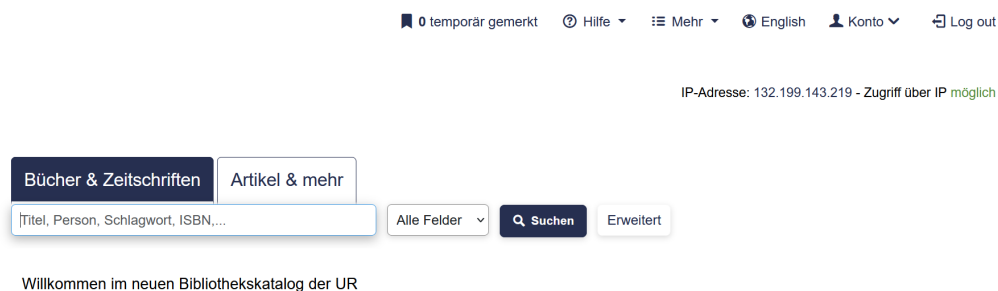 0 temporär gemerkt Hilfe Mehr English Konto Log out
IP-Adresse: 132.199.143.219 - Zugriff über IP möglich
Bücher & Zeitschriften Artikel & mehr
Titel, Person, Schlagwort, ISBN,... Alle Felder Suchen Erweitert
Willkommen im neuen Bibliothekskatalog der UR